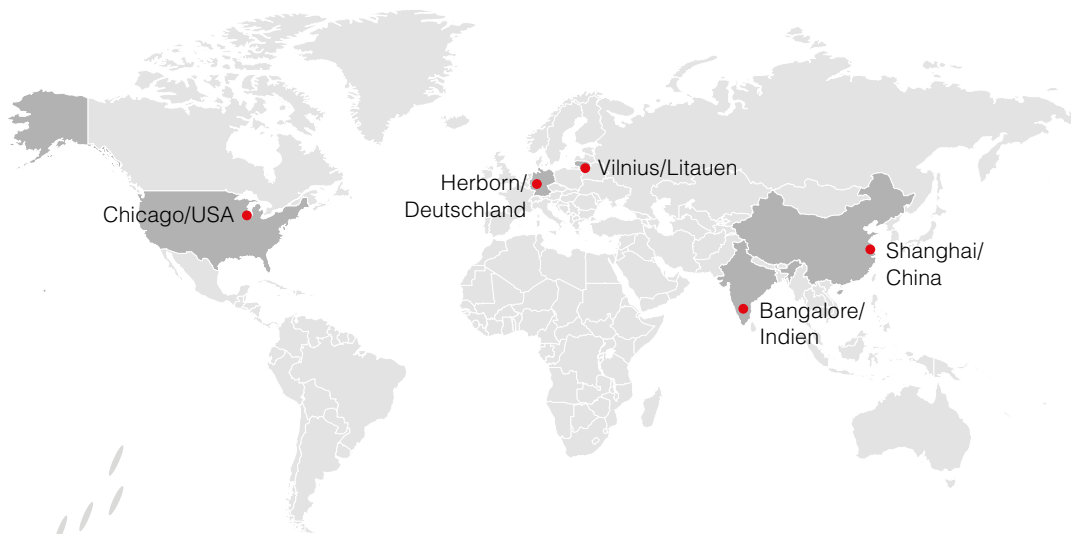 Chicago/USA
Herborn/
Deutschland
Vilnius/Litauen
Shanghai/
China
Bangalore/
Indien